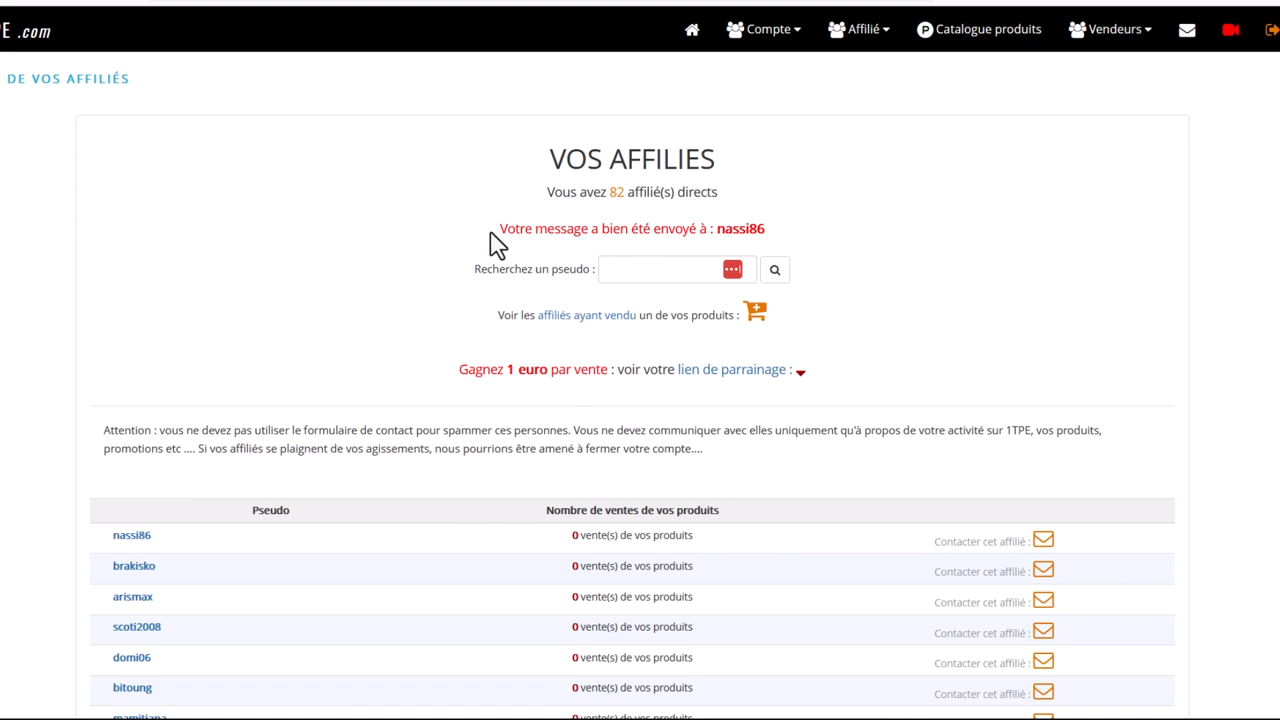 PE .com
Compte
Affilié
Catalogue produits
Vendeurs
DE VOS AFFILIÉS
VOS AFFILIES
Vous avez 82 affilié(s) directs
Votre message a bien été envoyé à : nassi86
Recherchez un pseudo :
Voir les affiliés ayant vendu un de vos produits :
Gagnez 1 euro par vente : voir votre lien de parrainage :
Attention : vous ne devez pas utiliser le formulaire de contact pour spammer ces personnes. Vous ne devez communiquer avec elles uniquement qu'à propos de votre activité sur 1TPE, vos produits,
promotions etc .... Si vos affiliés se plaignent de vos agissements, nous pourrions être amené à fermer votre compte....
Pseudo Nombre de ventes de vos produits
nassi86 0 vente(s) de vos produits Contacter cet affilié :
brakisko 0 vente(s) de vos produits Contacter cet affilié :
arismax 0 vente(s) de vos produits Contacter cet affilié :
scoti2008 0 vente(s) de vos produits Contacter cet affilié :
domi06 0 vente(s) de vos produits Contacter cet affilié :
bitoung 0 vente(s) de vos produits Contacter cet affilié :